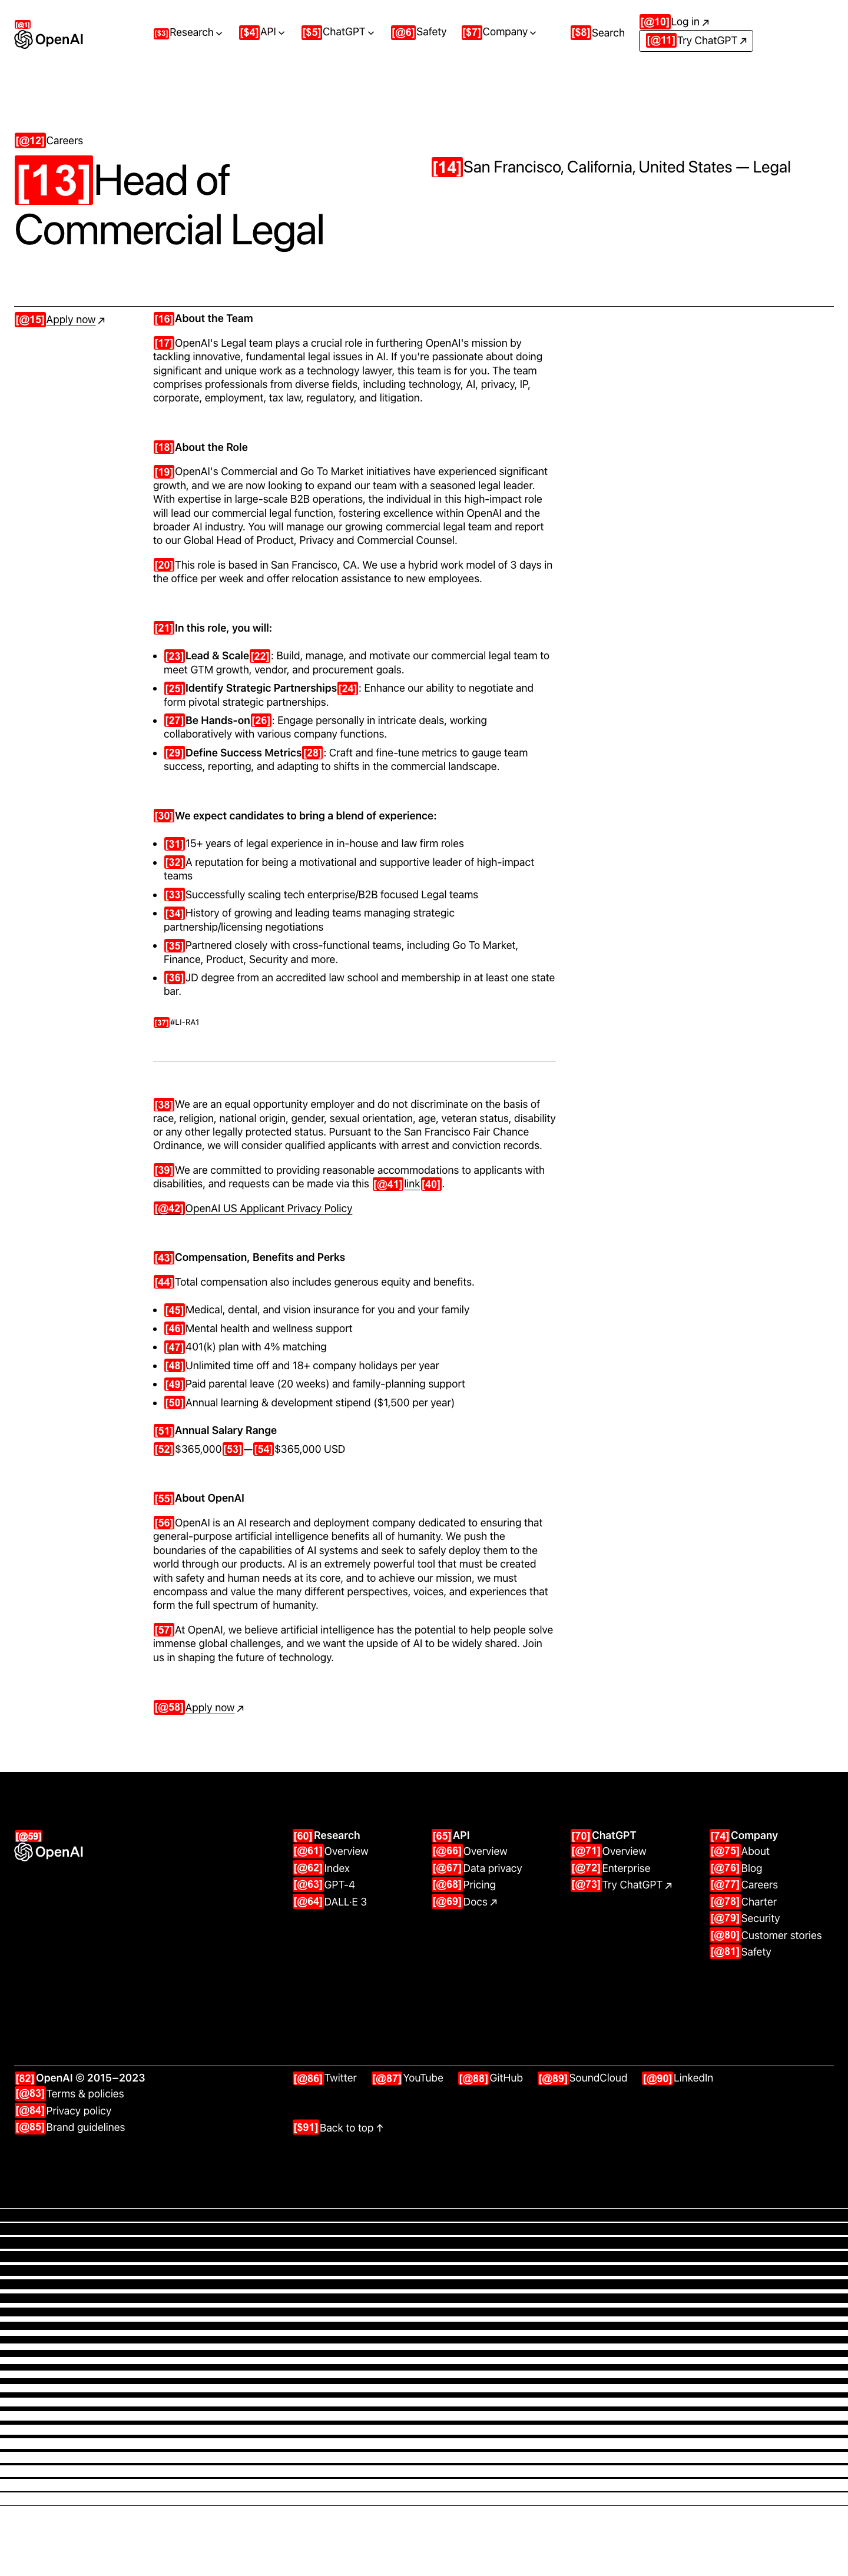 [@1]
OpenAI
[$3]Research
[$4]API
[$5]ChatGPT
[@6]Safety
[$7]Company
[$8]Search
[@10]Log in ↗
[@11]Try ChatGPT ↗
[@12]Careers
[13]Head of
Commercial Legal
[14]San Francisco, California, United States — Legal
[@15]Apply now ↗
[16]About the Team
[17]OpenAI's Legal team plays a crucial role in furthering OpenAI's mission by
tackling innovative, fundamental legal issues in AI. If you're passionate about doing
significant and unique work as a technology lawyer, this team is for you. The team
comprises professionals from diverse fields, including technology, AI, privacy, IP,
corporate, employment, tax law, regulatory, and litigation.
[18]About the Role
[19]OpenAI's Commercial and Go To Market initiatives have experienced significant
growth, and we are now looking to expand our team with a seasoned legal leader.
With expertise in large-scale B2B operations, the individual in this high-impact role
will lead our commercial legal function, fostering excellence within OpenAI and the
broader AI industry. You will manage our growing commercial legal team and report
to our Global Head of Product, Privacy and Commercial Counsel.
[20]This role is based in San Francisco, CA. We use a hybrid work model of 3 days in
the office per week and offer relocation assistance to new employees.
[21]In this role, you will:
• [23]Lead & Scale[22]: Build, manage, and motivate our commercial legal team to
meet GTM growth, vendor, and procurement goals.
• [25]Identify Strategic Partnerships[24]: Enhance our ability to negotiate and
form pivotal strategic partnerships.
• [27]Be Hands-on[26]: Engage personally in intricate deals, working
collaboratively with various company functions.
• [29]Define Success Metrics[28]: Craft and fine-tune metrics to gauge team
success, reporting, and adapting to shifts in the commercial landscape.
[30]We expect candidates to bring a blend of experience:
• [31]15+ years of legal experience in in-house and law firm roles
• [32]A reputation for being a motivational and supportive leader of high-impact
teams
• [33]Successfully scaling tech enterprise/B2B focused Legal teams
• [34]History of growing and leading teams managing strategic
partnership/licensing negotiations
• [35]Partnered closely with cross-functional teams, including Go To Market,
Finance, Product, Security and more.
• [36]JD degree from an accredited law school and membership in at least one state
bar.
[37]#LI-RA1
[38]We are an equal opportunity employer and do not discriminate on the basis of
race, religion, national origin, gender, sexual orientation, age, veteran status, disability
or any other legally protected status. Pursuant to the San Francisco Fair Chance
Ordinance, we will consider qualified applicants with arrest and conviction records.
[39]We are committed to providing reasonable accommodations to applicants with
disabilities, and requests can be made via this [@41]link[40].
[@42]OpenAI US Applicant Privacy Policy
[43]Compensation, Benefits and Perks
[44]Total compensation also includes generous equity and benefits.
• [45]Medical, dental, and vision insurance for you and your family
• [46]Mental health and wellness support
• [47]401(k) plan with 4% matching
• [48]Unlimited time off and 18+ company holidays per year
• [49]Paid parental leave (20 weeks) and family-planning support
• [50]Annual learning & development stipend ($1,500 per year)
[51]Annual Salary Range
[52]$365,000[53]—[54]$365,000 USD
[55]About OpenAI
[56]OpenAI is an AI research and deployment company dedicated to ensuring that
general-purpose artificial intelligence benefits all of humanity. We push the
boundaries of the capabilities of AI systems and seek to safely deploy them to the
world through our products. AI is an extremely powerful tool that must be created
with safety and human needs at its core, and to achieve our mission, we must
encompass and value the many different perspectives, voices, and experiences that
form the full spectrum of humanity.
[57]At OpenAI, we believe artificial intelligence has the potential to help people solve
immense global challenges, and we want the upside of AI to be widely shared. Join
us in shaping the future of technology.
[@58]Apply now ↗
[@59]
OpenAI
[60]Research
[@61]Overview
[@62]Index
[@63]GPT-4
[@64]DALL·E 3
[65]API
[@66]Overview
[@67]Data privacy
[@68]Pricing
[@69]Docs ↗
[70]ChatGPT
[@71]Overview
[@72]Enterprise
[@73]Try ChatGPT ↗
[74]Company
[@75]About
[@76]Blog
[@77]Careers
[@78]Charter
[@79]Security
[@80]Customer stories
[@81]Safety
[82]OpenAI © 2015–2023
[@83]Terms & policies
[@84]Privacy policy
[@85]Brand guidelines
[@86]Twitter
[@87]YouTube
[@88]GitHub
[@89]SoundCloud
[@90]LinkedIn
[$91]Back to top ↑